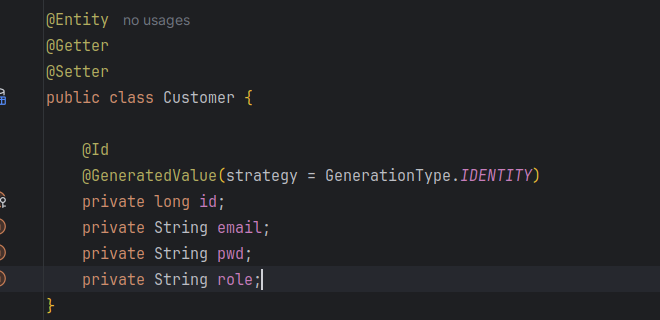 @Entity no usages
@Getter
@Setter
public class Customer {
@Id
@GeneratedValue(strategy = GenerationType.IDENTITY)
private long id;
private String email;
private String pwd;
private String role;
}